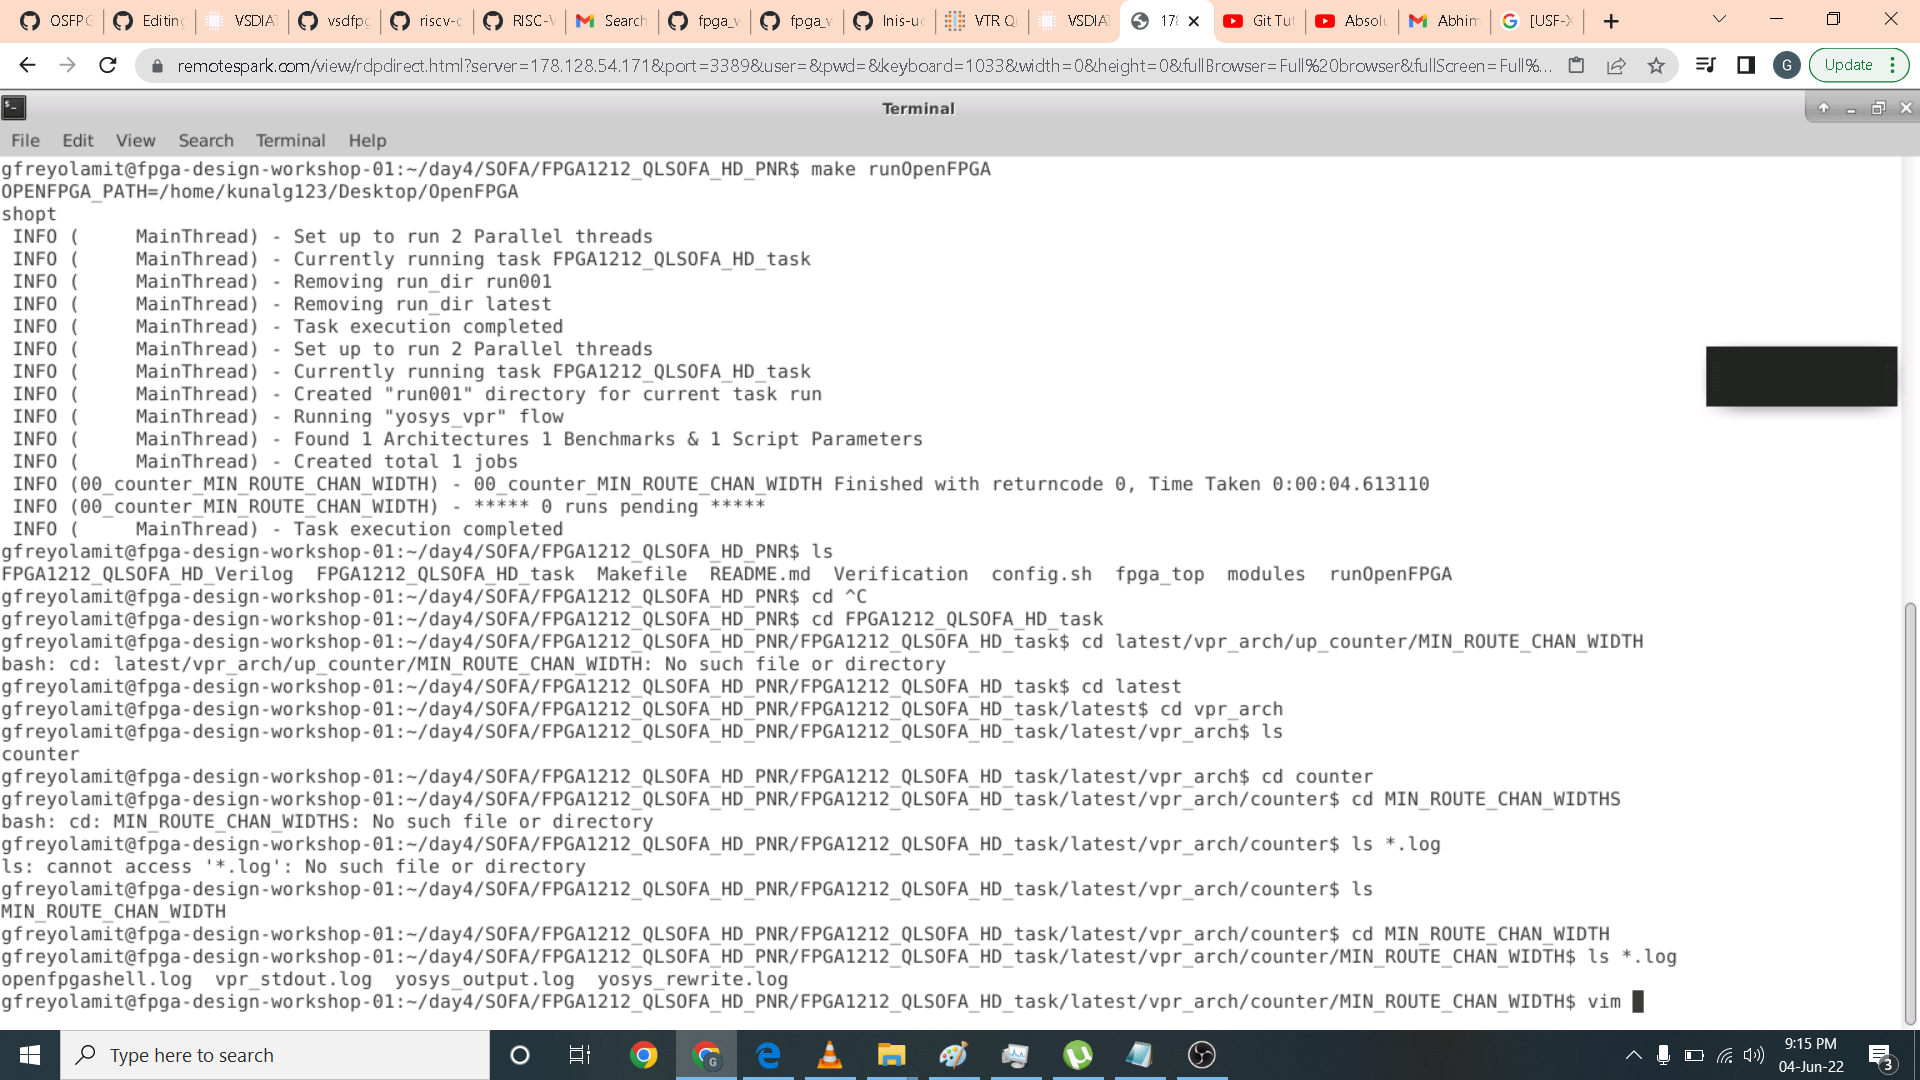 OSFPG
Editing
VSDIAT
vsdfpg
riscv-c
RISC-V
Search
fpga_v
fpga_v
lnis-uc
VTR Qu
VSDIAT
178
Git Tut
Absolu
Abhim
[USF-X
remotespark.com/view/rdpdirect.html?server=178.128.54.171&port=3389&user=&pwd=&keyboard=1033&width=0&height=0&fullBrowser=Full%20browser&fullScreen=Full%...
G
Update
Terminal
File Edit View Search Terminal Help
gfreyolamit@fpga-design-workshop-01:~/day4/SOFA/FPGA1212_QLSOFA_HD_PNR$ make runOpenFPGA
OPENFPGA_PATH=/home/kunalg123/Desktop/OpenFPGA
shopt
INFO (     MainThread) - Set up to run 2 Parallel threads
INFO (     MainThread) - Currently running task FPGA1212_QLSOFA_HD_task
INFO (     MainThread) - Removing run_dir run001
INFO (     MainThread) - Removing run_dir latest
INFO (     MainThread) - Task execution completed
INFO (     MainThread) - Set up to run 2 Parallel threads
INFO (     MainThread) - Currently running task FPGA1212_QLSOFA_HD_task
INFO (     MainThread) - Created "run001" directory for current task run
INFO (     MainThread) - Running "yosys_vpr" flow
INFO (     MainThread) - Found 1 Architectures 1 Benchmarks & 1 Script Parameters
INFO (     MainThread) - Created total 1 jobs
INFO (00_counter_MIN_ROUTE_CHAN_WIDTH) - 00_counter_MIN_ROUTE_CHAN_WIDTH Finished with returncode 0, Time Taken 0:00:04.613110
INFO (00_counter_MIN_ROUTE_CHAN_WIDTH) - ***** 0 runs pending *****
INFO (     MainThread) - Task execution completed
gfreyolamit@fpga-design-workshop-01:~/day4/SOFA/FPGA1212_QLSOFA_HD_PNR$ ls
FPGA1212_QLSOFA_HD_Verilog  FPGA1212_QLSOFA_HD_task  Makefile  README.md  Verification  config.sh  fpga_top  modules  runOpenFPGA
gfreyolamit@fpga-design-workshop-01:~/day4/SOFA/FPGA1212_QLSOFA_HD_PNR$ cd ^C
gfreyolamit@fpga-design-workshop-01:~/day4/SOFA/FPGA1212_QLSOFA_HD_PNR$ cd FPGA1212_QLSOFA_HD_task
gfreyolamit@fpga-design-workshop-01:~/day4/SOFA/FPGA1212_QLSOFA_HD_PNR/FPGA1212_QLSOFA_HD_task$ cd latest/vpr_arch/up_counter/MIN_ROUTE_CHAN_WIDTH
bash: cd: latest/vpr_arch/up_counter/MIN_ROUTE_CHAN_WIDTH: No such file or directory
gfreyolamit@fpga-design-workshop-01:~/day4/SOFA/FPGA1212_QLSOFA_HD_PNR/FPGA1212_QLSOFA_HD_task$ cd latest
gfreyolamit@fpga-design-workshop-01:~/day4/SOFA/FPGA1212_QLSOFA_HD_PNR/FPGA1212_QLSOFA_HD_task/latest$ cd vpr_arch
gfreyolamit@fpga-design-workshop-01:~/day4/SOFA/FPGA1212_QLSOFA_HD_PNR/FPGA1212_QLSOFA_HD_task/latest/vpr_arch$ ls
counter
gfreyolamit@fpga-design-workshop-01:~/day4/SOFA/FPGA1212_QLSOFA_HD_PNR/FPGA1212_QLSOFA_HD_task/latest/vpr_arch$ cd counter
gfreyolamit@fpga-design-workshop-01:~/day4/SOFA/FPGA1212_QLSOFA_HD_PNR/FPGA1212_QLSOFA_HD_task/latest/vpr_arch/counter$ cd MIN_ROUTE_CHAN_WIDTHS
bash: cd: MIN_ROUTE_CHAN_WIDTHS: No such file or directory
gfreyolamit@fpga-design-workshop-01:~/day4/SOFA/FPGA1212_QLSOFA_HD_PNR/FPGA1212_QLSOFA_HD_task/latest/vpr_arch/counter$ ls *.log
ls: cannot access '*.log': No such file or directory
gfreyolamit@fpga-design-workshop-01:~/day4/SOFA/FPGA1212_QLSOFA_HD_PNR/FPGA1212_QLSOFA_HD_task/latest/vpr_arch/counter$ ls
MIN_ROUTE_CHAN_WIDTH
gfreyolamit@fpga-design-workshop-01:~/day4/SOFA/FPGA1212_QLSOFA_HD_PNR/FPGA1212_QLSOFA_HD_task/latest/vpr_arch/counter$ cd MIN_ROUTE_CHAN_WIDTH
gfreyolamit@fpga-design-workshop-01:~/day4/SOFA/FPGA1212_QLSOFA_HD_PNR/FPGA1212_QLSOFA_HD_task/latest/vpr_arch/counter/MIN_ROUTE_CHAN_WIDTH$ ls *.log
openfpgashell.log  vpr_stdout.log  yosys_output.log  yosys_rewrite.log
gfreyolamit@fpga-design-workshop-01:~/day4/SOFA/FPGA1212_QLSOFA_HD_PNR/FPGA1212_QLSOFA_HD_task/latest/vpr_arch/counter/MIN_ROUTE_CHAN_WIDTH$ vim
Type here to search
9:15 PM
04-Jun-22
3